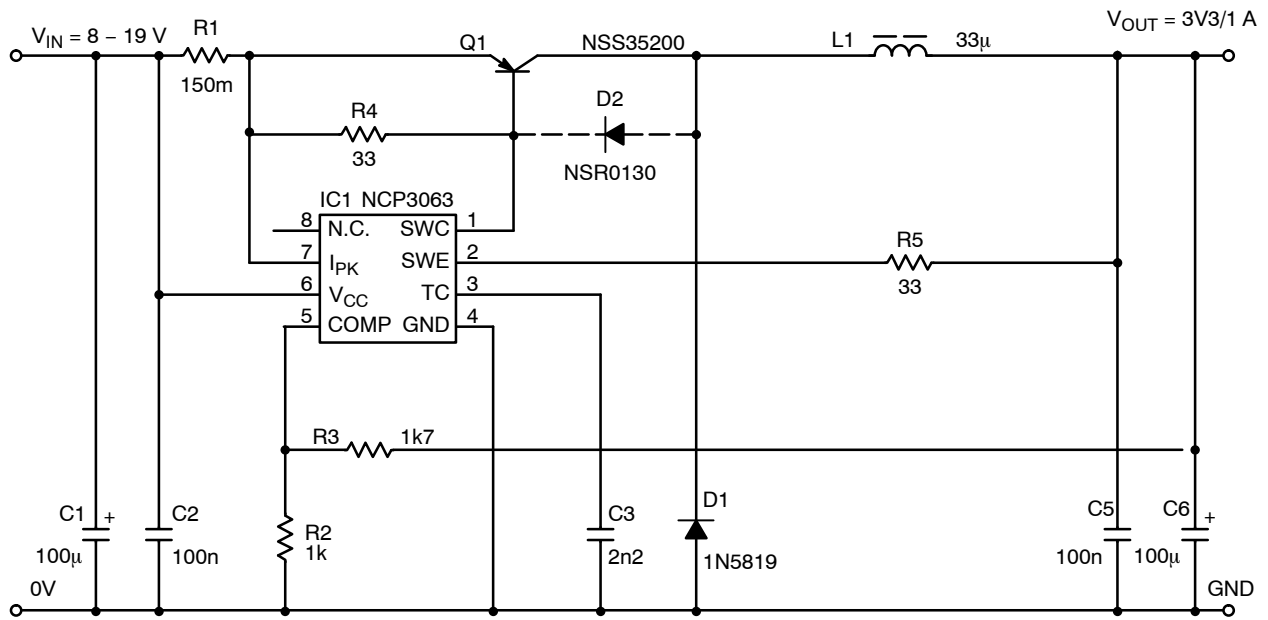 V_IN = 8 – 19 V
R1
150m
Q1
NSS35200
L1
33µ
V_OUT = 3V3/1 A
R4
33
D2
NSR0130
IC1 NCP3063
8 N.C. SWC 1
7 I_PK SWE 2
6 V_CC TC 3
5 COMP GND 4
R5
33
R3 1k7
C1 +
100µ
C2
100n
R2
1k
C3
2n2
D1
1N5819
C5
100n
C6 +
100µ
0V
GND